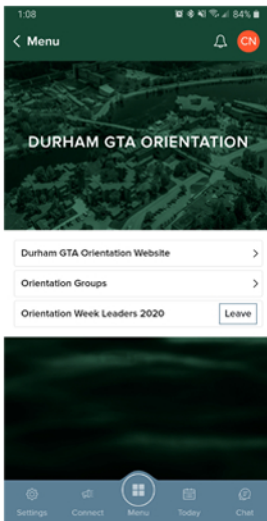 1:08 84%
< Menu CN
DURHAM GTA ORIENTATION
Durham GTA Orientation Website >
Orientation Groups >
Orientation Week Leaders 2020 Leave
Settings Connect Menu Today Chat